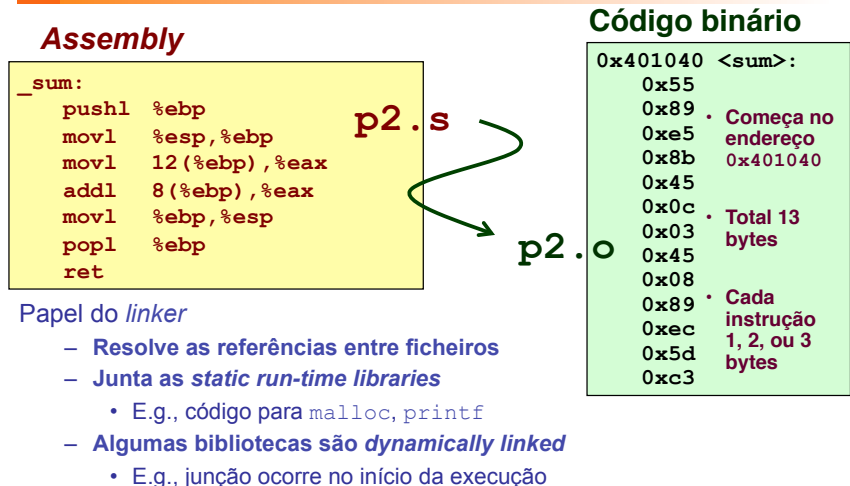 Assembly
_sum:
pushl %ebp
movl %esp,%ebp
movl 12(%ebp),%eax
addl 8(%ebp),%eax
movl %ebp,%esp
popl %ebp
ret
p2.s
p2.o
Código binário
0x401040 <sum>:
0x55
0x89
0xe5
0x8b
0x45
0x0c
0x03
0x45
0x08
0x89
0xec
0x5d
0xc3
• Começa no
endereço
0x401040
• Total 13
bytes
• Cada
instrução
1, 2, ou 3
bytes
Papel do linker
– Resolve as referências entre ficheiros
– Junta as static run-time libraries
• E.g., código para malloc, printf
– Algumas bibliotecas são dynamically linked
• E.g., junção ocorre no início da execução